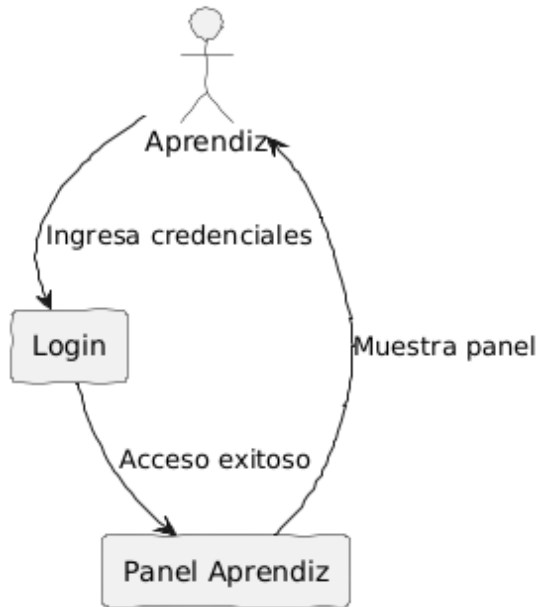 Aprendiz
Ingresa credenciales
Login
Muestra panel
Acceso exitoso
Panel Aprendiz